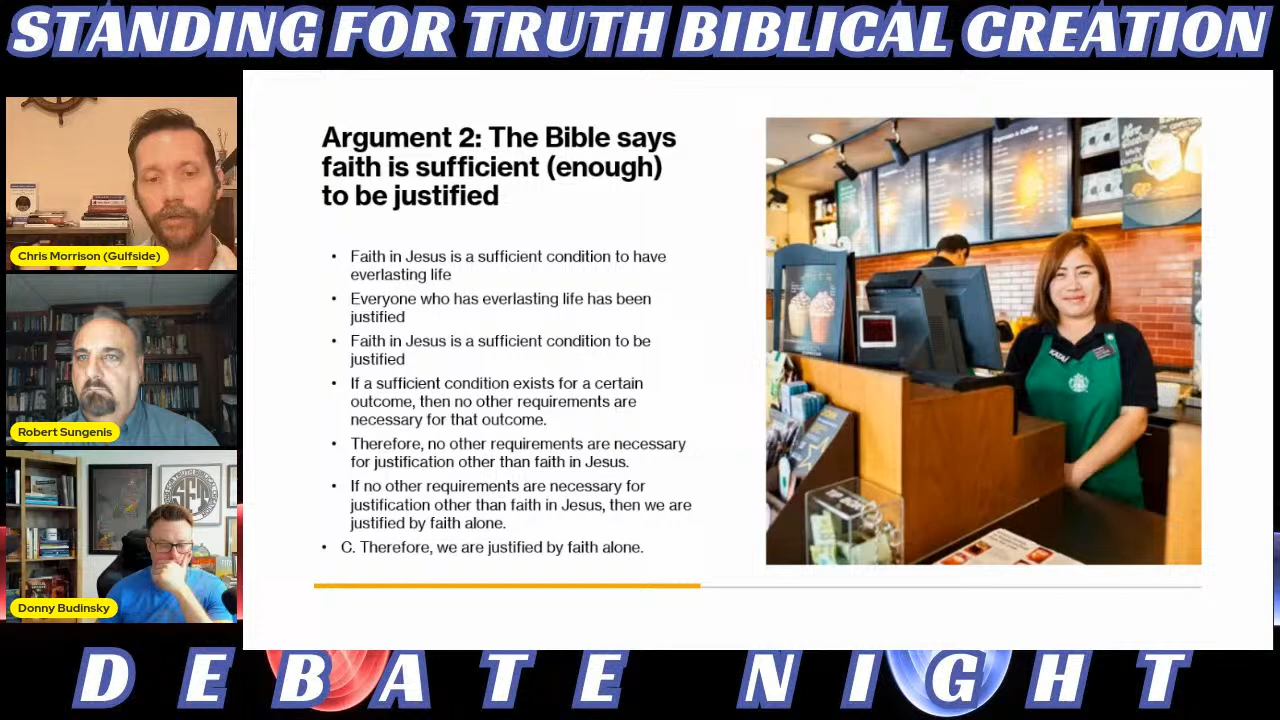 STANDING FOR TRUTH BIBLICAL CREATION
Chris Morrison (Gulfside)
Robert Sungenis
Donny Budinsky
Argument 2: The Bible says
faith is sufficient (enough)
to be justified
• Faith in Jesus is a sufficient condition to have
everlasting life
• Everyone who has everlasting life has been
justified
• Faith in Jesus is a sufficient condition to be
justified
• If a sufficient condition exists for a certain
outcome, then no other requirements are
necessary for that outcome.
• Therefore, no other requirements are necessary
for justification other than faith in Jesus.
• If no other requirements are necessary for
justification other than faith in Jesus, then we are
justified by faith alone.
• C. Therefore, we are justified by faith alone.
DEBATE NIGHT